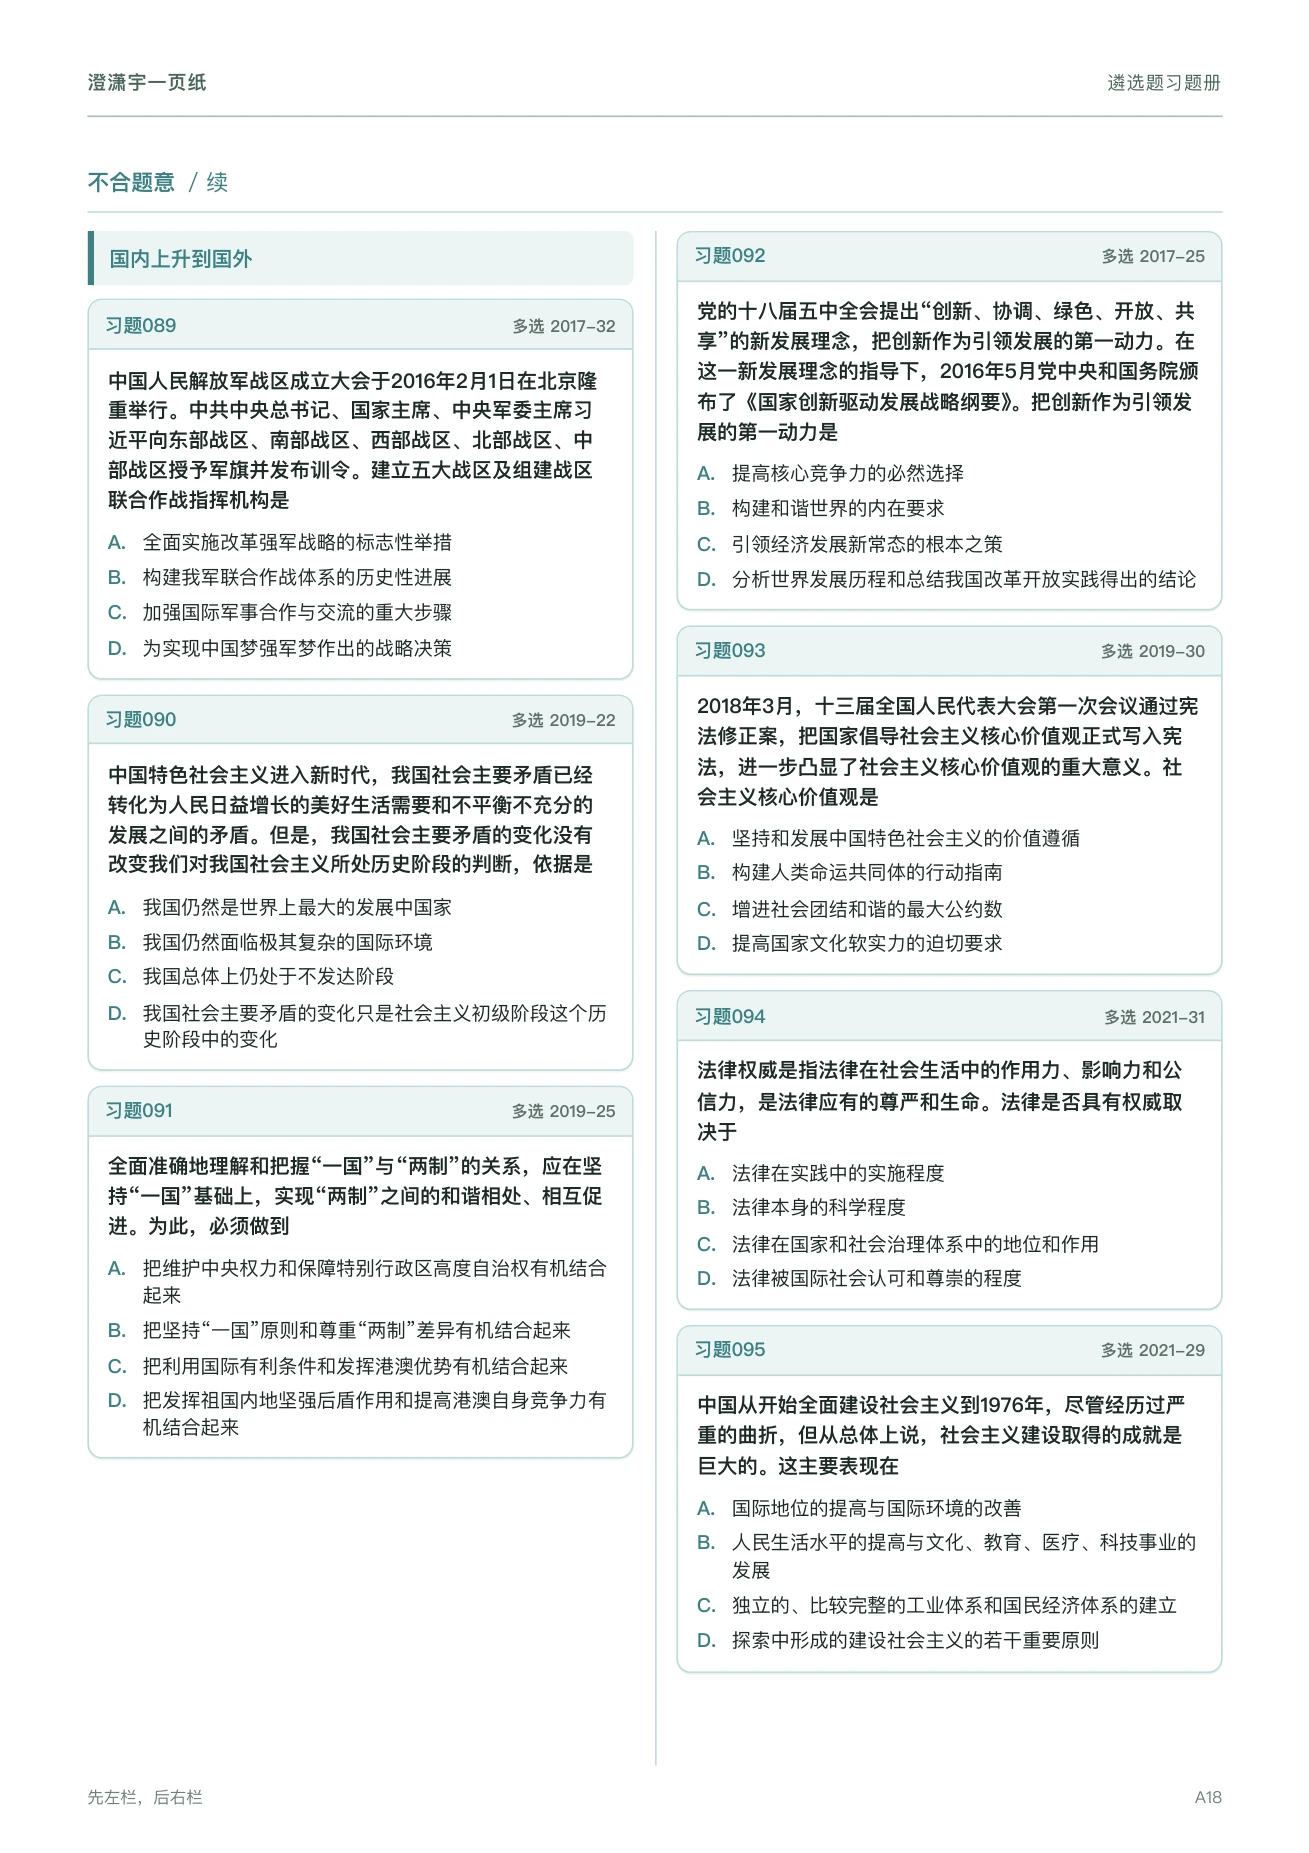 澄潇宇一页纸
遴选题习题册
不合题意 / 续
国内上升到国外
习题089
多选 2017-32
中国人民解放军战区成立大会于2016年2月1日在北京隆
重举行。中共中央总书记、国家主席、中央军委主席习
近平向东部战区、南部战区、西部战区、北部战区、中
部战区授予军旗并发布训令。建立五大战区及组建战区
联合作战指挥机构是
A. 全面实施改革强军战略的标志性举措
B. 构建我军联合作战体系的历史性进展
C. 加强国际军事合作与交流的重大步骤
D. 为实现中国梦强军梦作出的战略决策
习题090
多选 2019-22
中国特色社会主义进入新时代，我国社会主要矛盾已经
转化为人民日益增长的美好生活需要和不平衡不充分的
发展之间的矛盾。但是，我国社会主要矛盾的变化没有
改变我们对我国社会主义所处历史阶段的判断，依据是
A. 我国仍然是世界上最大的发展中国家
B. 我国仍然面临极其复杂的国际环境
C. 我国总体上仍处于不发达阶段
D. 我国社会主要矛盾的变化只是社会主义初级阶段这个历
史阶段中的变化
习题091
多选 2019-25
全面准确地理解和把握“一国”与“两制”的关系，应在坚
持“一国”基础上，实现“两制”之间的和谐相处、相互促
进。为此，必须做到
A. 把维护中央权力和保障特别行政区高度自治权有机结合
起来
B. 把坚持“一国”原则和尊重“两制”差异有机结合起来
C. 把利用国际有利条件和发挥港澳优势有机结合起来
D. 把发挥祖国内地坚强后盾作用和提高港澳自身竞争力有
机结合起来
习题092
多选 2017-25
党的十八届五中全会提出“创新、协调、绿色、开放、共
享”的新发展理念，把创新作为引领发展的第一动力。在
这一新发展理念的指导下，2016年5月党中央和国务院颁
布了《国家创新驱动发展战略纲要》。把创新作为引领发
展的第一动力是
A. 提高核心竞争力的必然选择
B. 构建和谐世界的内在要求
C. 引领经济发展新常态的根本之策
D. 分析世界发展历程和总结我国改革开放实践得出的结论
习题093
多选 2019-30
2018年3月，十三届全国人民代表大会第一次会议通过宪
法修正案，把国家倡导社会主义核心价值观正式写入宪
法，进一步凸显了社会主义核心价值观的重大意义。社
会主义核心价值观是
A. 坚持和发展中国特色社会主义的价值遵循
B. 构建人类命运共同体的行动指南
C. 增进社会团结和谐的最大公约数
D. 提高国家文化软实力的迫切要求
习题094
多选 2021-31
法律权威是指法律在社会生活中的作用力、影响力和公
信力，是法律应有的尊严和生命。法律是否具有权威取
决于
A. 法律在实践中的实施程度
B. 法律本身的科学程度
C. 法律在国家和社会治理体系中的地位和作用
D. 法律被国际社会认可和尊崇的程度
习题095
多选 2021-29
中国从开始全面建设社会主义到1976年，尽管经历过严
重的曲折，但从总体上说，社会主义建设取得的成就是
巨大的。这主要表现在
A. 国际地位的提高与国际环境的改善
B. 人民生活水平的提高与文化、教育、医疗、科技事业的
发展
C. 独立的、比较完整的工业体系和国民经济体系的建立
D. 探索中形成的建设社会主义的若干重要原则
先左栏，后右栏
A18